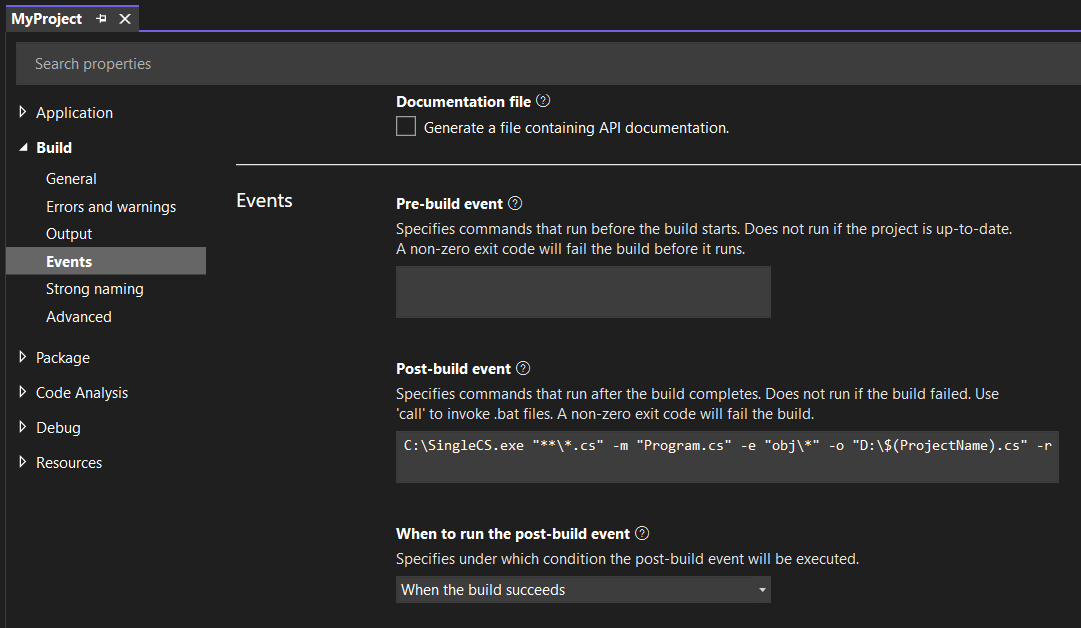 MyProject
Search properties
Application
Build
General
Errors and warnings
Output
Events
Strong naming
Advanced
Package
Code Analysis
Debug
Resources
Documentation file
Generate a file containing API documentation.
Events
Pre-build event
Specifies commands that run before the build starts. Does not run if the project is up-to-date.
A non-zero exit code will fail the build before it runs.
Post-build event
Specifies commands that run after the build completes. Does not run if the build failed. Use
'call' to invoke .bat files. A non-zero exit code will fail the build.
C:\SingleCS.exe "**\*.cs" -m "Program.cs" -e "obj\*" -o "D:\$(ProjectName).cs" -r
When to run the post-build event
Specifies under which condition the post-build event will be executed.
When the build succeeds